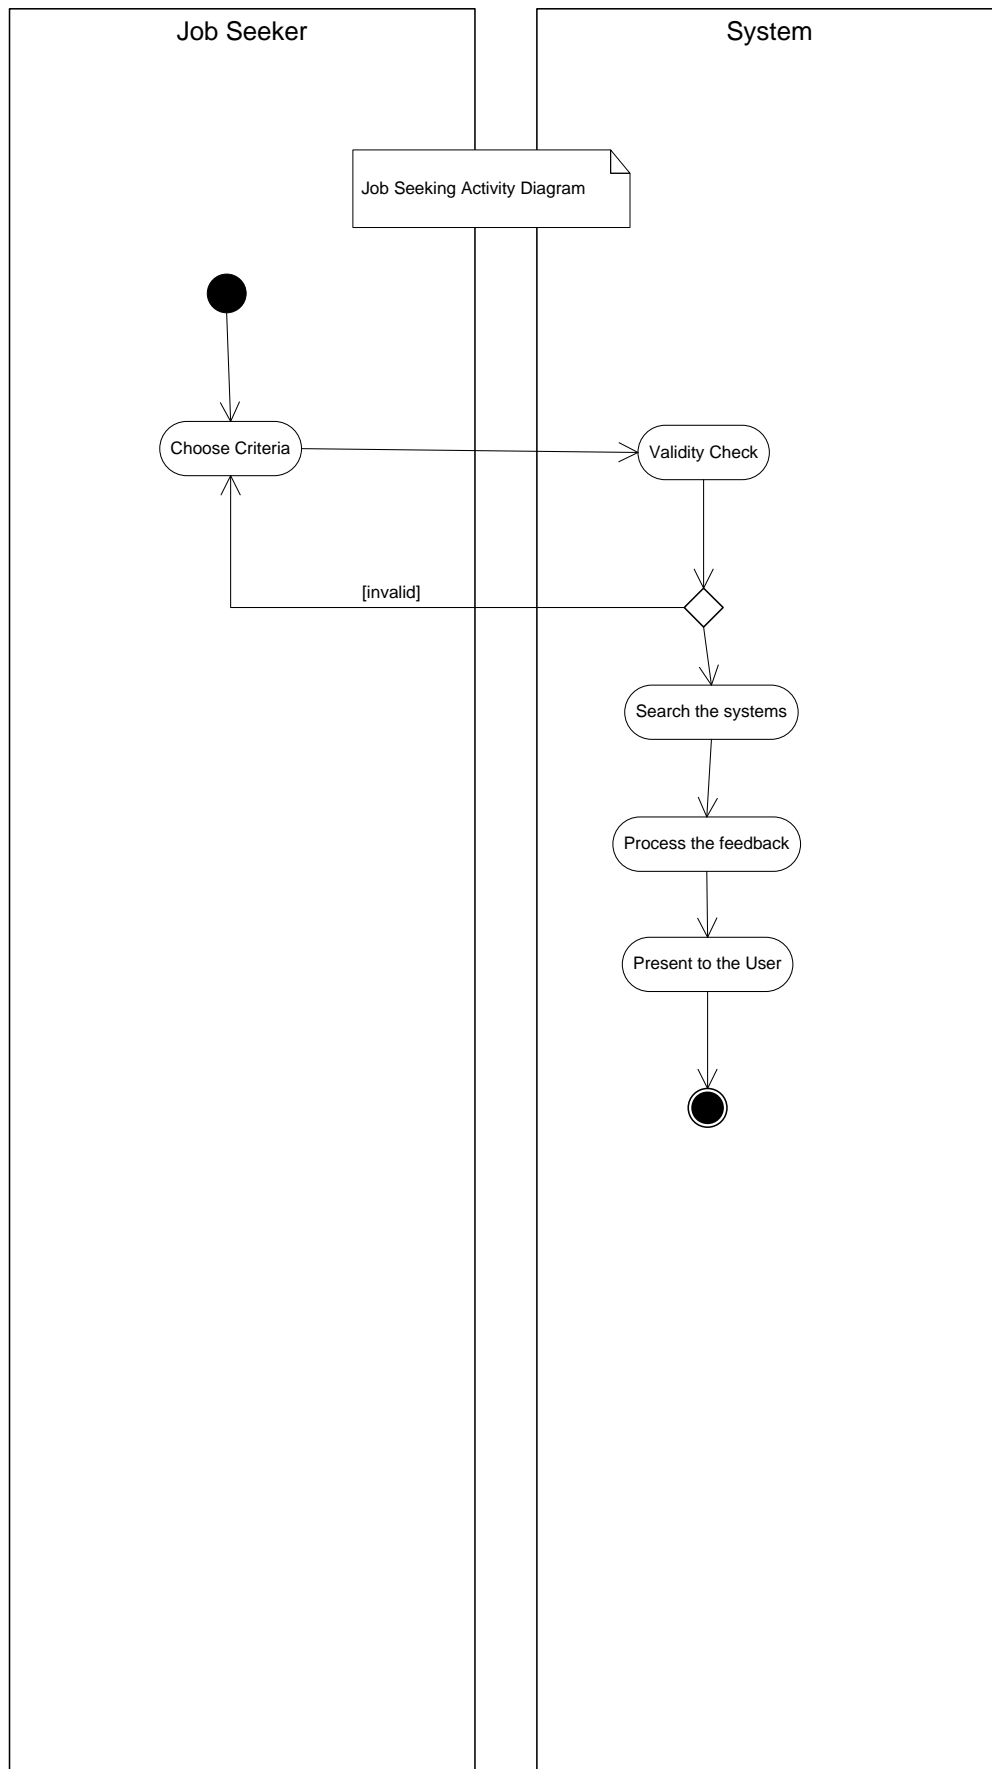 Job Seeker
System
Job Seeking Activity Diagram
Choose Criteria
Validity Check
[invalid]
Search the systems
Process the feedback
Present to the User